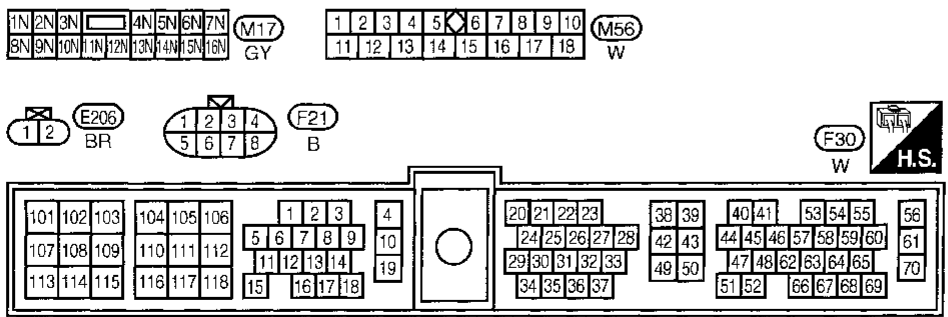 1N 2N 3N 4N 5N 6N 7N
8N 9N 10N 11N 12N 13N 14N 15N 16N
M17
GY
1 2 3 4 5 6 7 8 9 10
11 12 13 14 15 16 17 18
M56
W
1 2
E206
BR
1 2 3 4
5 6 7 8
F21
B
F30
W
H.S.
101 102 103 104 105 106 1 2 3 4 20 21 22 23 38 39 40 41 53 54 55 56
107 108 109 110 111 112 5 6 7 8 9 10 24 25 26 27 28 42 43 44 45 46 57 58 59 60 61
11 12 13 14 19 29 30 31 32 33 49 50 47 48 62 63 64 65 70
113 114 115 116 117 118 15 16 17 18 34 35 36 37 51 52 66 67 68 69